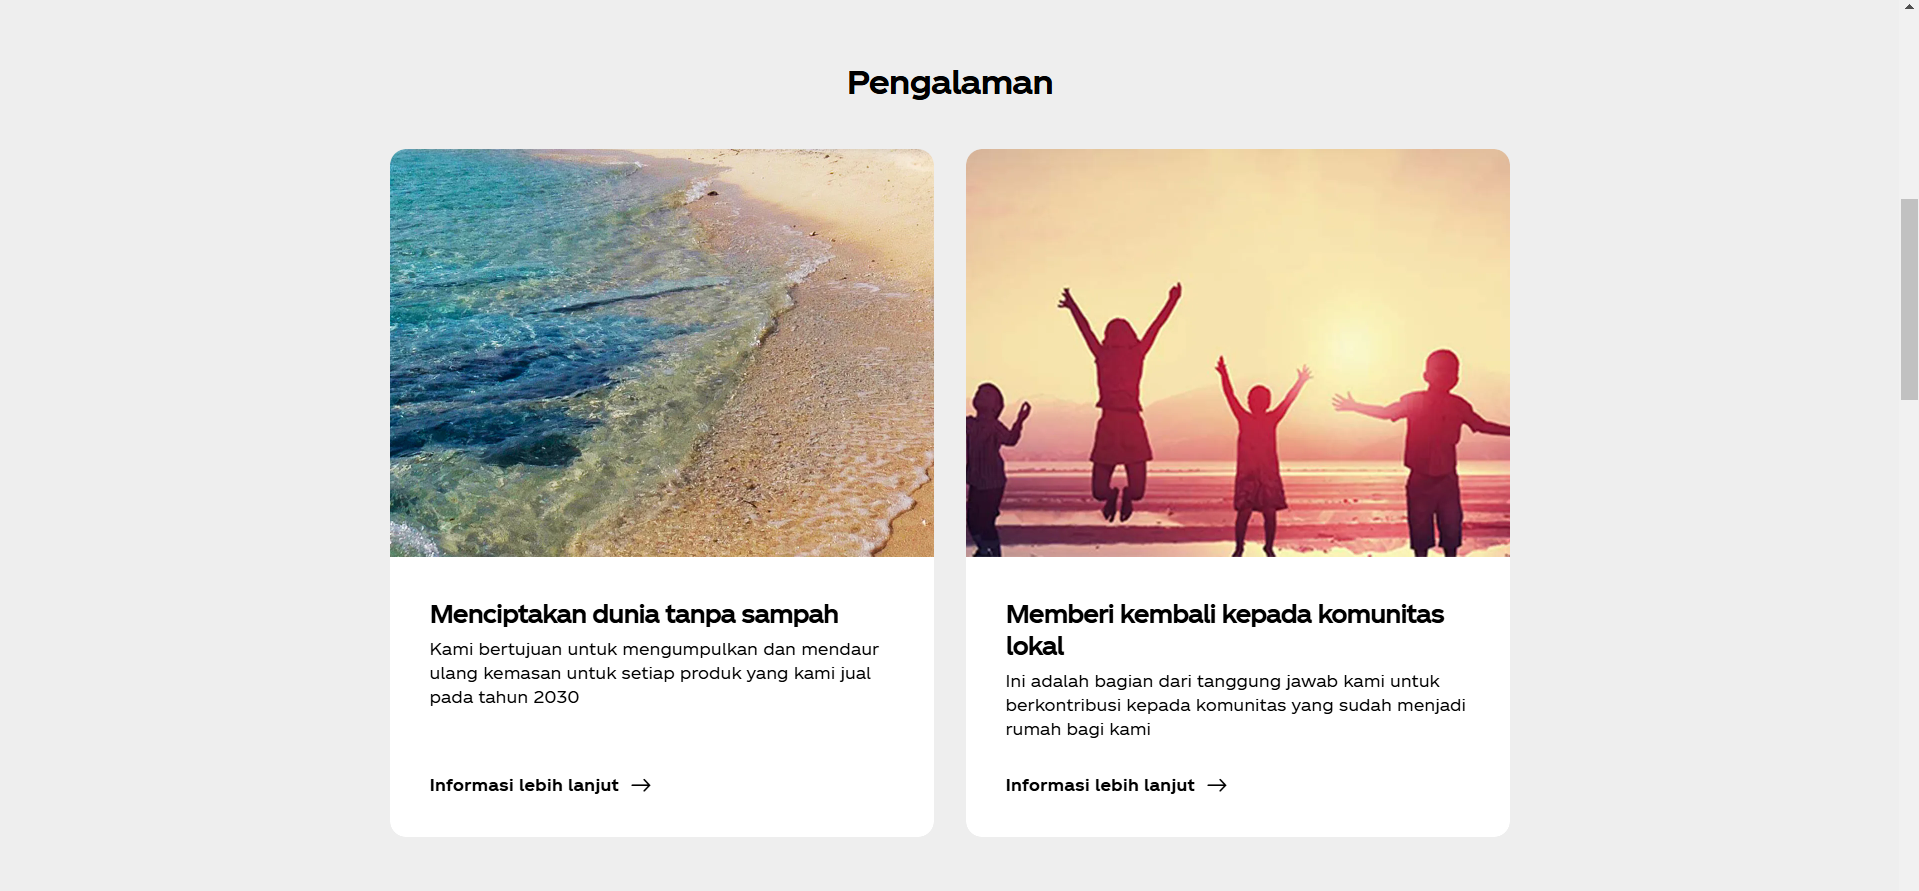 Pengalaman
Menciptakan dunia tanpa sampah
Kami bertujuan untuk mengumpulkan dan mendaur
ulang kemasan untuk setiap produk yang kami jual
pada tahun 2030
Informasi lebih lanjut
Memberi kembali kepada komunitas
lokal
Ini adalah bagian dari tanggung jawab kami untuk
berkontribusi kepada komunitas yang sudah menjadi
rumah bagi kami
Informasi lebih lanjut